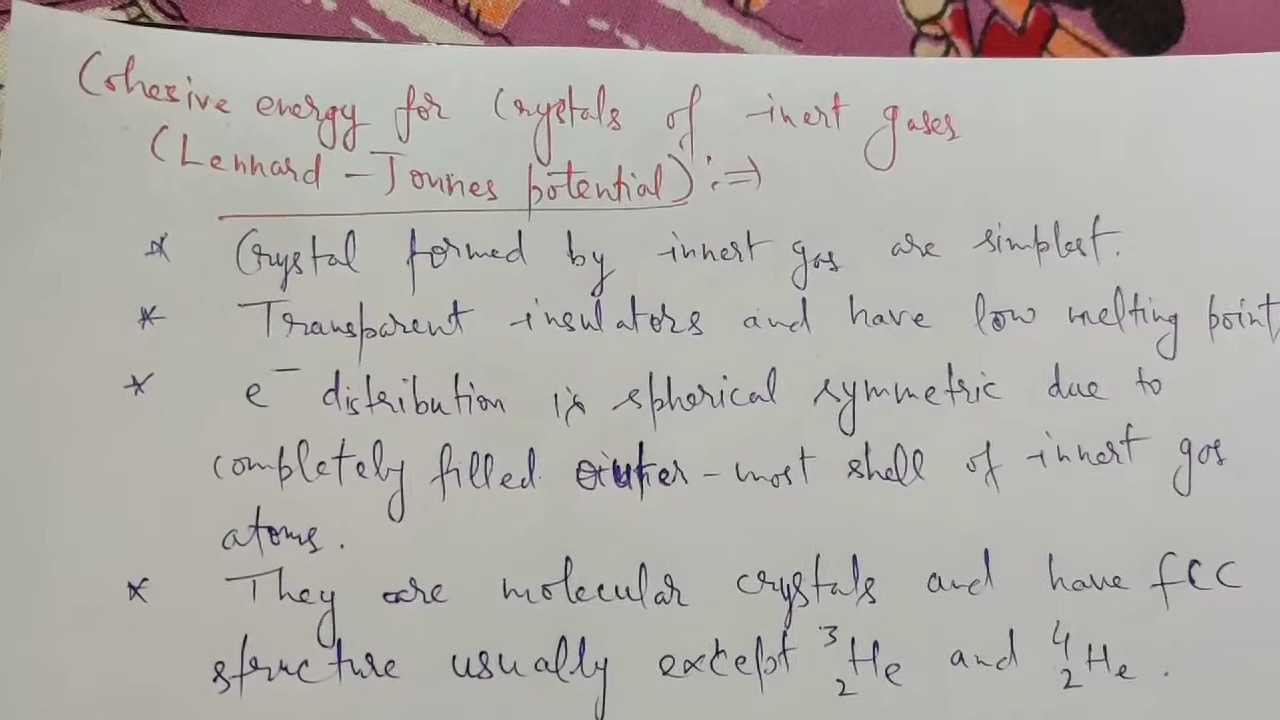 Cohesive energy for Crystals of inert gases
(Lennard - Jonnes potential) :⇒
* Crystal formed by innert gas are simplest.
* Transparent insulators and have low melting point
* e⁻ distribution is spherical symmetric due to
completely filled outer-most shell of innert gas
atoms.
* They are molecular crystals and have fCC
structure usually except ³₂He and ⁴₂He.